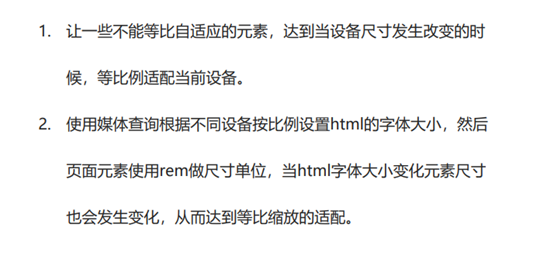 1. 让一些不能等比自适应的元素，达到当设备尺寸发生改变的时
候，等比例适配当前设备。
2. 使用媒体查询根据不同设备按比例设置html的字体大小，然后
页面元素使用rem做尺寸单位，当html字体大小变化元素尺寸
也会发生变化，从而达到等比缩放的适配。